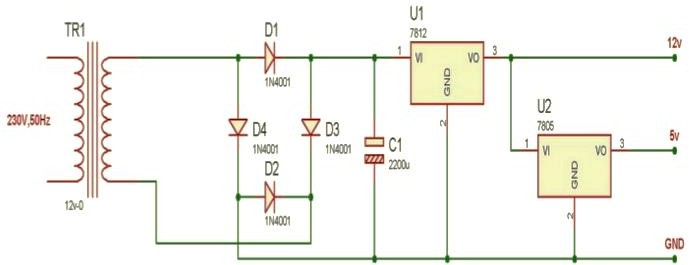 TR1
230V,50Hz
12v-0
D1
1N4001
D4
1N4001
D3
1N4001
D2
1N4001
C1
2200u
U1
7812
1
VI
VO
3
GND
2
12v
U2
7805
1
VI
VO
3
GND
2
5v
GND